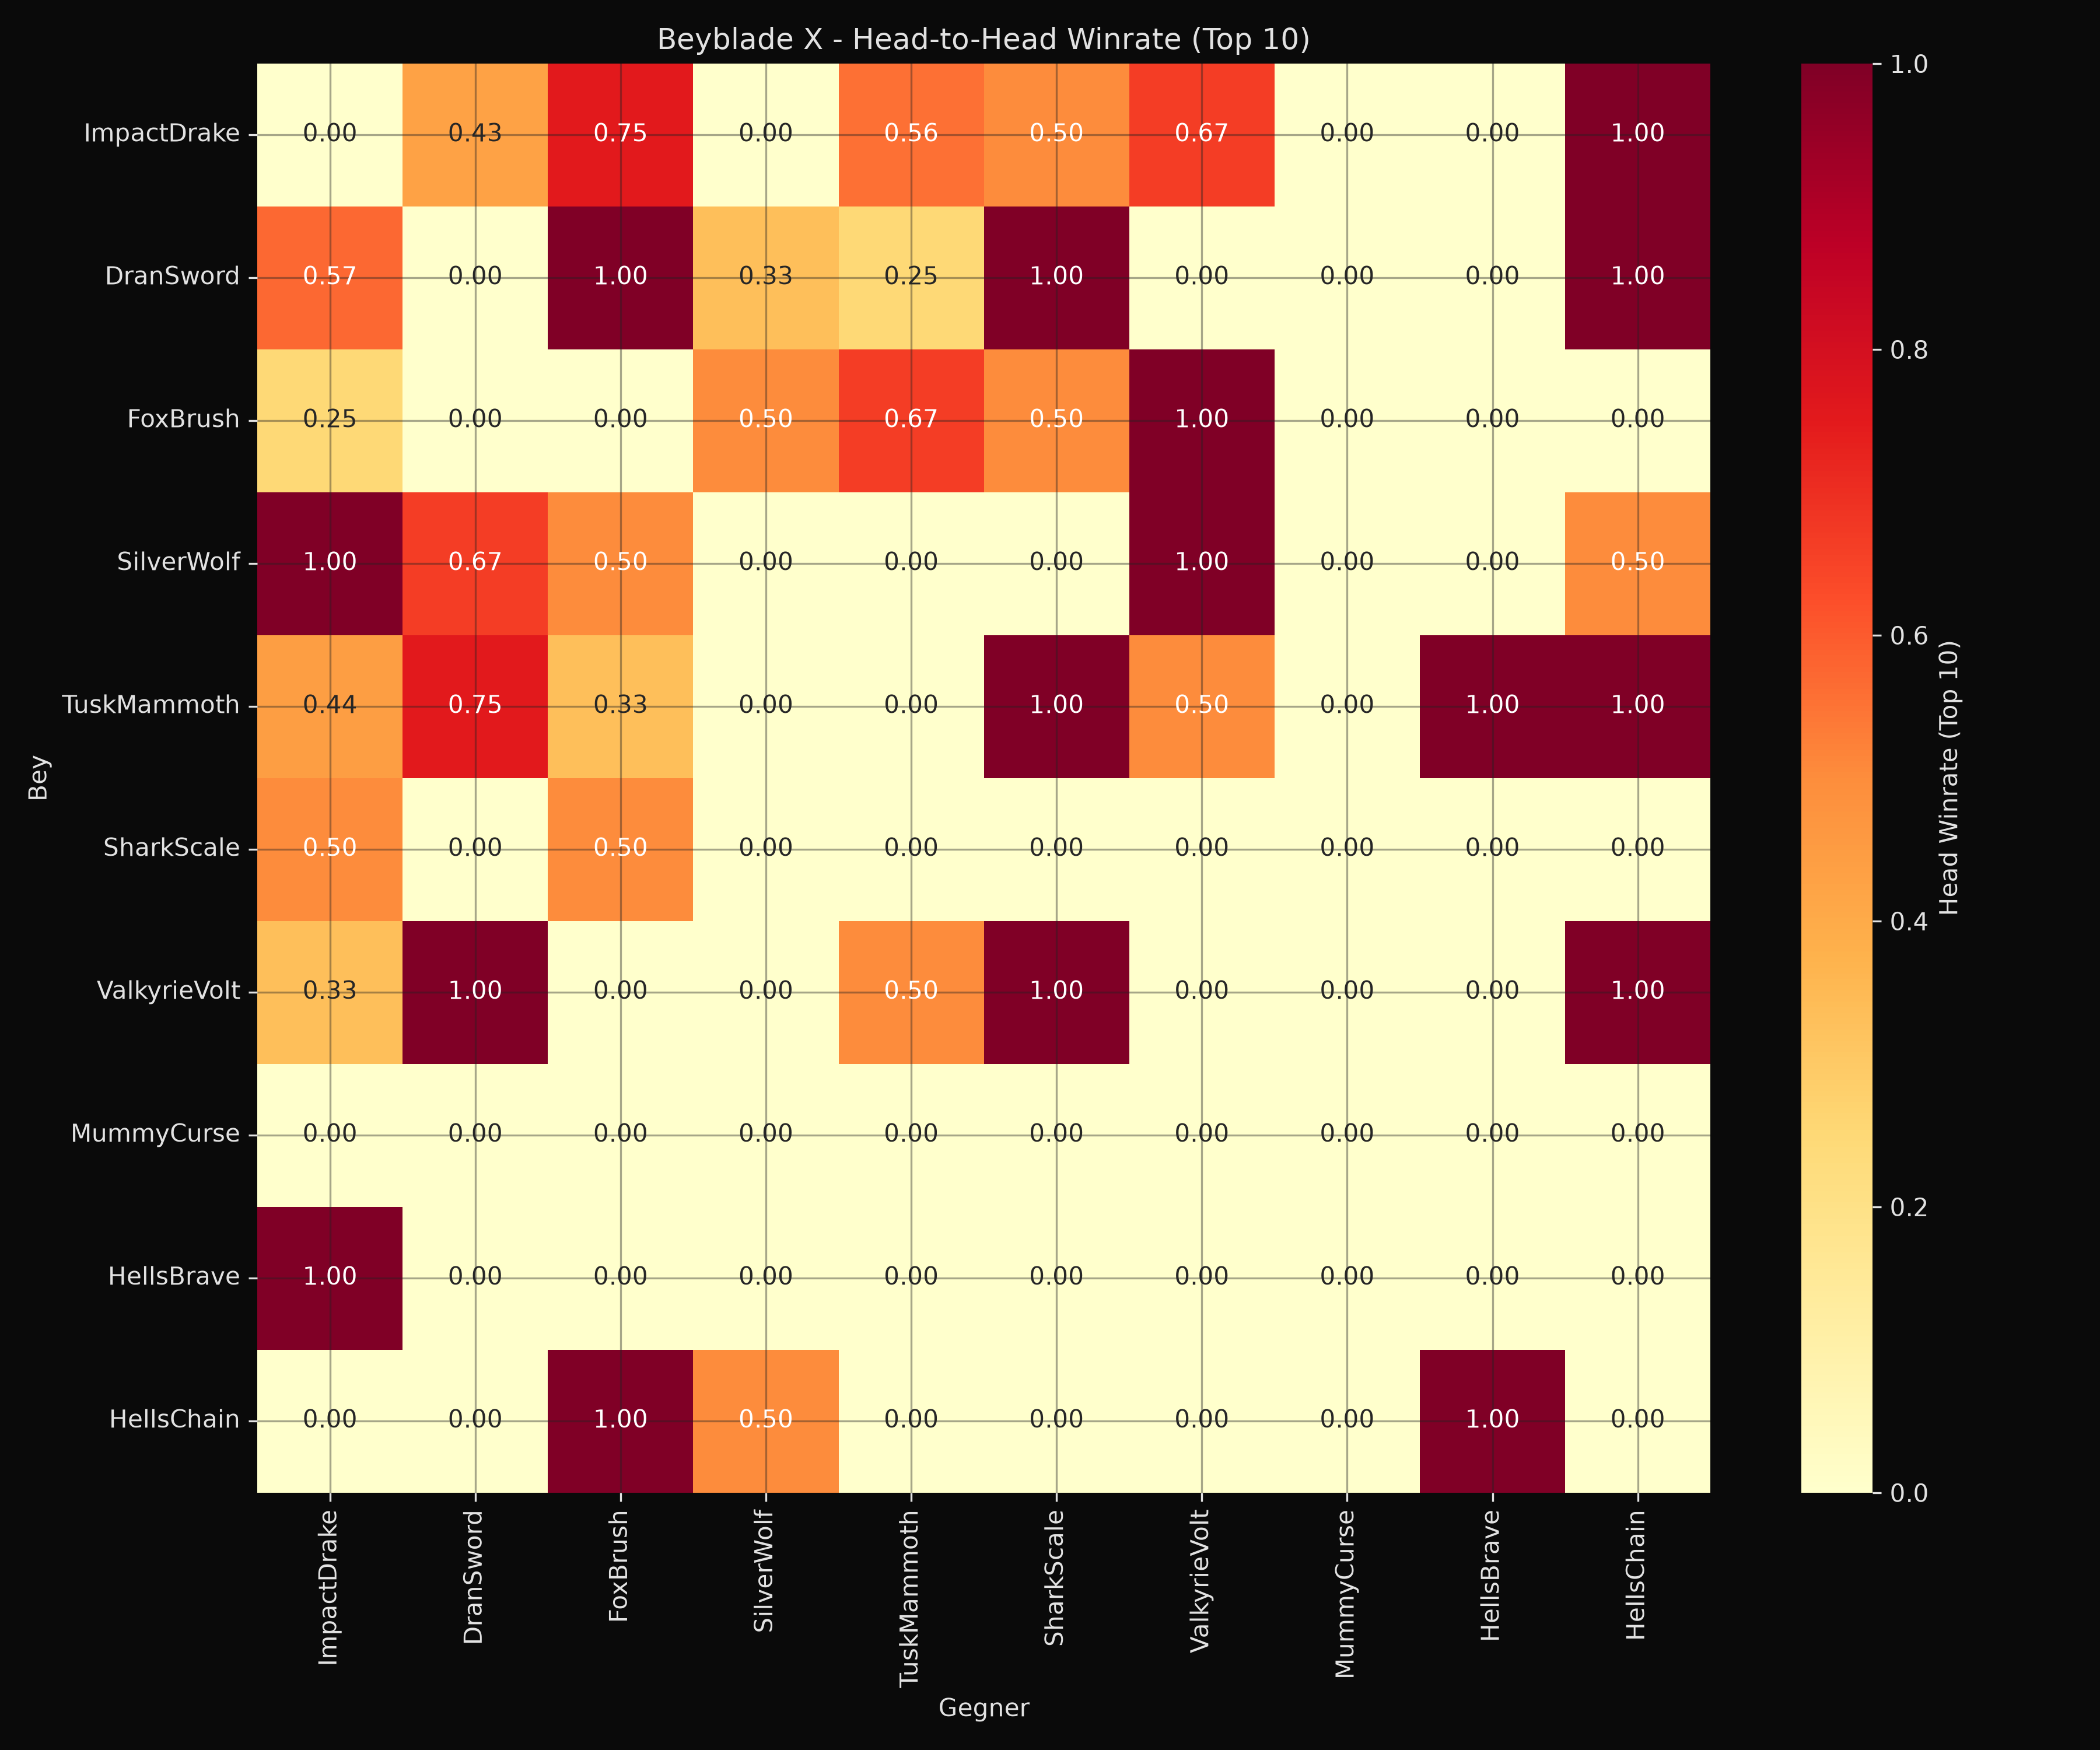 Beyblade X - Head-to-Head Winrate (Top 10)
ImpactDrake 0.00 0.43 0.75 0.00 0.56 0.50 0.67 0.00 0.00 1.00
DranSword 0.57 0.00 1.00 0.33 0.25 1.00 0.00 0.00 0.00 1.00
FoxBrush 0.25 0.00 0.00 0.50 0.67 0.50 1.00 0.00 0.00 0.00
SilverWolf 1.00 0.67 0.50 0.00 0.00 0.00 1.00 0.00 0.00 0.50
TuskMammoth 0.44 0.75 0.33 0.00 0.00 1.00 0.50 0.00 1.00 1.00
SharkScale 0.50 0.00 0.50 0.00 0.00 0.00 0.00 0.00 0.00 0.00
ValkyrieVolt 0.33 1.00 0.00 0.00 0.50 1.00 0.00 0.00 0.00 1.00
MummyCurse 0.00 0.00 0.00 0.00 0.00 0.00 0.00 0.00 0.00 0.00
HellsBrave 1.00 0.00 0.00 0.00 0.00 0.00 0.00 0.00 0.00 0.00
HellsChain 0.00 0.00 1.00 0.50 0.00 0.00 0.00 0.00 1.00 0.00
Bey
ImpactDrake DranSword FoxBrush SilverWolf TuskMammoth SharkScale ValkyrieVolt MummyCurse HellsBrave HellsChain
Gegner
1.0
0.8
0.6
0.4
0.2
0.0
Head Winrate (Top 10)